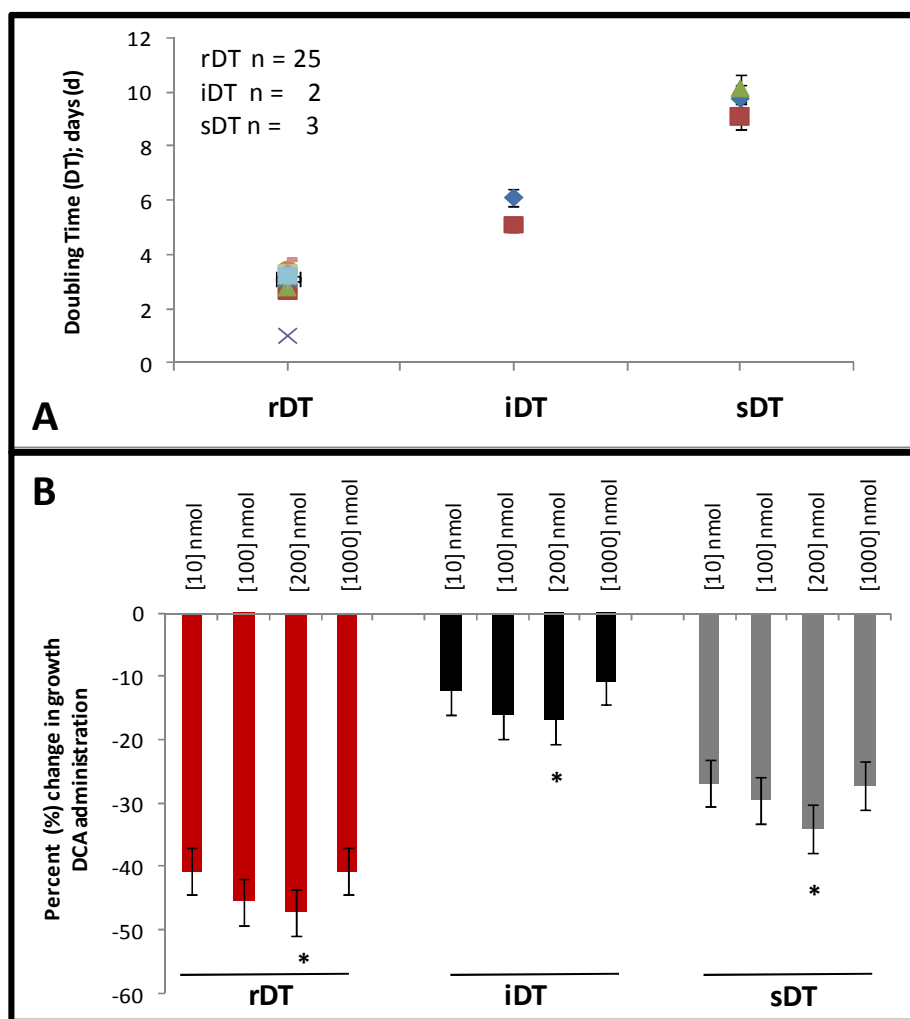 rDT n = 25
iDT n = 2
sDT n = 3
Doubling Time (DT); days (d)
12
10
8
6
4
2
0
rDT iDT sDT
A
B
[10] nmol [100] nmol [200] nmol [1000] nmol [10] nmol [100] nmol [200] nmol [1000] nmol [10] nmol [100] nmol [200] nmol [1000] nmol
Percent (%) change in growth
DCA administration
0
-10
-20
-30
-40
-50
-60
* * *
rDT iDT sDT